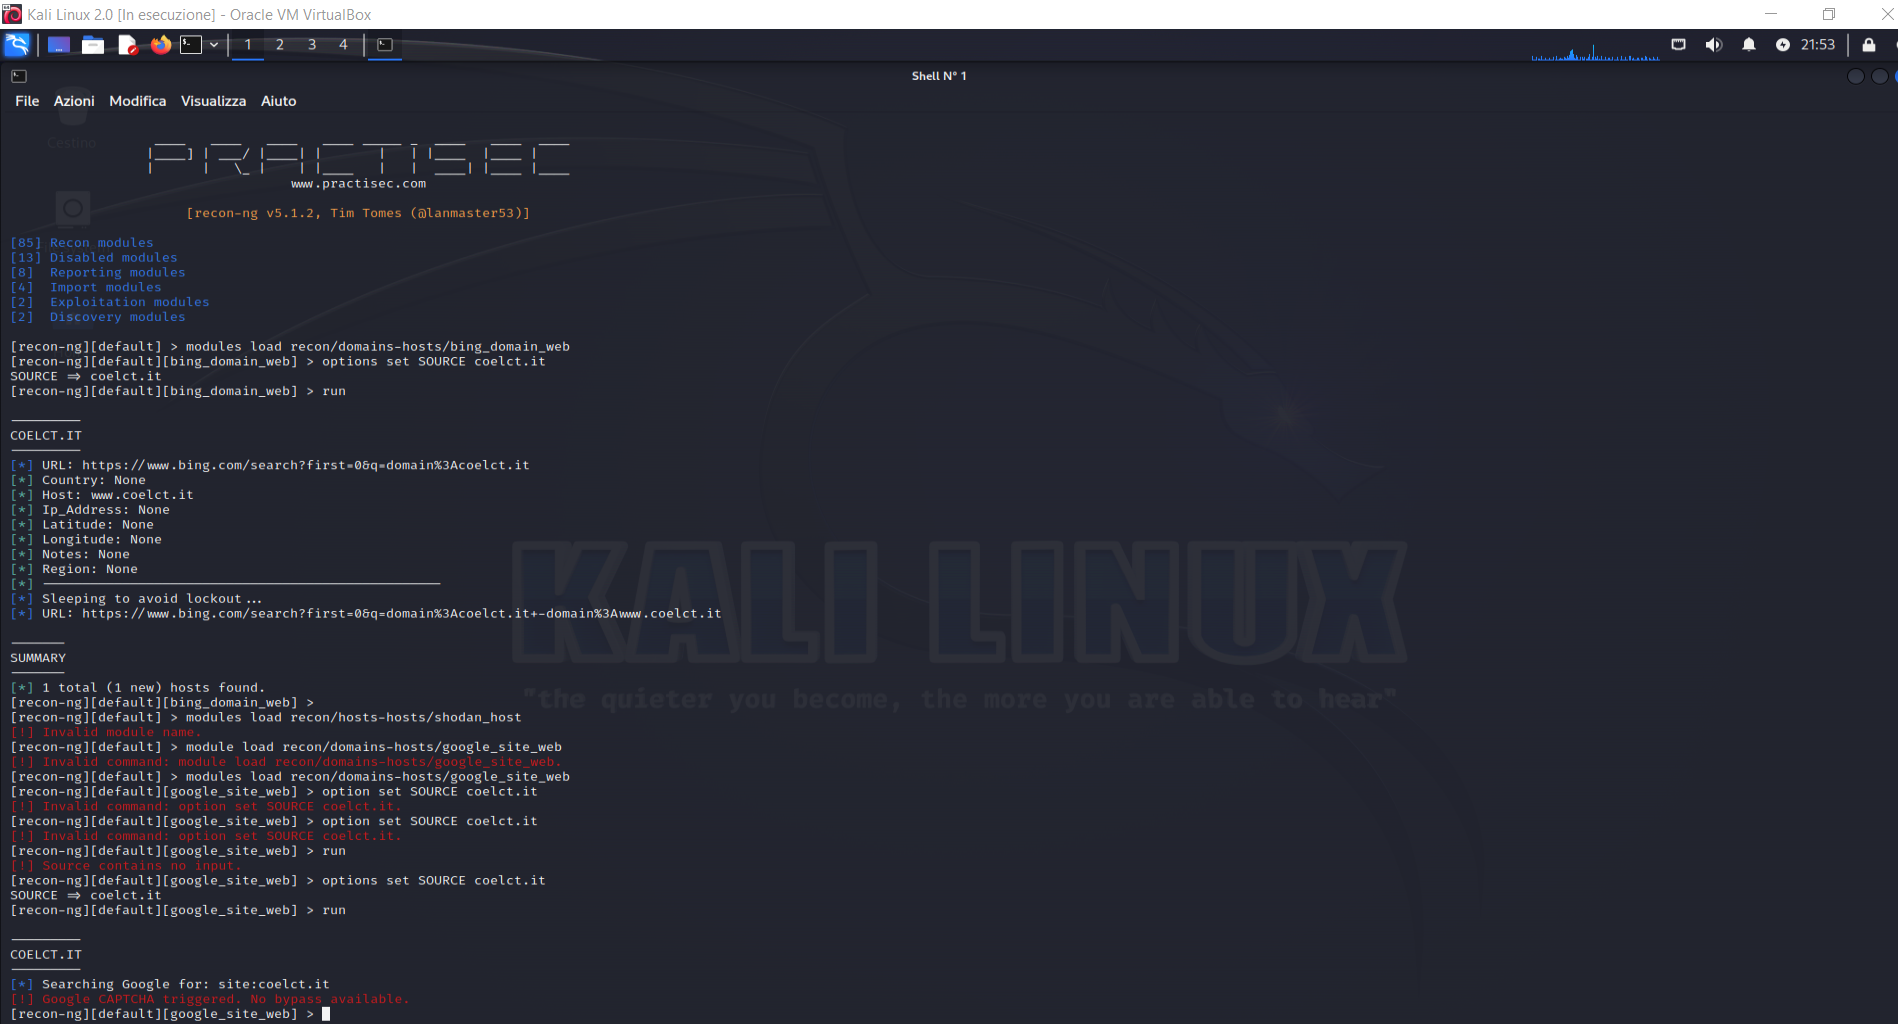 Kali Linux 2.0 [In esecuzione] - Oracle VM VirtualBox
1 2 3 4
21:53
Shell N° 1
File Azioni Modifica Visualizza Aiuto
Cestino
PRACTISEC
www.practisec.com
[recon-ng v5.1.2, Tim Tomes (@lanmaster53)]
[85] Recon modules
[13] Disabled modules
[8]  Reporting modules
[4]  Import modules
[2]  Exploitation modules
[2]  Discovery modules
[recon-ng][default] > modules load recon/domains-hosts/bing_domain_web
[recon-ng][default][bing_domain_web] > options set SOURCE coelct.it
SOURCE => coelct.it
[recon-ng][default][bing_domain_web] > run
COELCT.IT
[*] URL: https://www.bing.com/search?first=0&q=domain%3Acoelct.it
[*] Country: None
[*] Host: www.coelct.it
[*] Ip_Address: None
[*] Latitude: None
[*] Longitude: None
[*] Notes: None
[*] Region: None
[*] --------------------------------------------------
[*] Sleeping to avoid lockout...
[*] URL: https://www.bing.com/search?first=0&q=domain%3Acoelct.it+-domain%3Awww.coelct.it
SUMMARY
[*] 1 total (1 new) hosts found.
[recon-ng][default][bing_domain_web] >
[recon-ng][default] > modules load recon/hosts-hosts/shodan_host
[!] Invalid module name.
[recon-ng][default] > module load recon/domains-hosts/google_site_web
[!] Invalid command: module load recon/domains-hosts/google_site_web.
[recon-ng][default] > modules load recon/domains-hosts/google_site_web
[recon-ng][default][google_site_web] > option set SOURCE coelct.it
[!] Invalid command: option set SOURCE coelct.it.
[recon-ng][default][google_site_web] > option set SOURCE coelct.it
[!] Invalid command: option set SOURCE coelct.it.
[recon-ng][default][google_site_web] > run
[!] Source contains no input.
[recon-ng][default][google_site_web] > options set SOURCE coelct.it
SOURCE => coelct.it
[recon-ng][default][google_site_web] > run
COELCT.IT
[*] Searching Google for: site:coelct.it
[!] Google CAPTCHA triggered. No bypass available.
[recon-ng][default][google_site_web] >
KALI LINUX
"the quieter you become, the more you are able to hear"